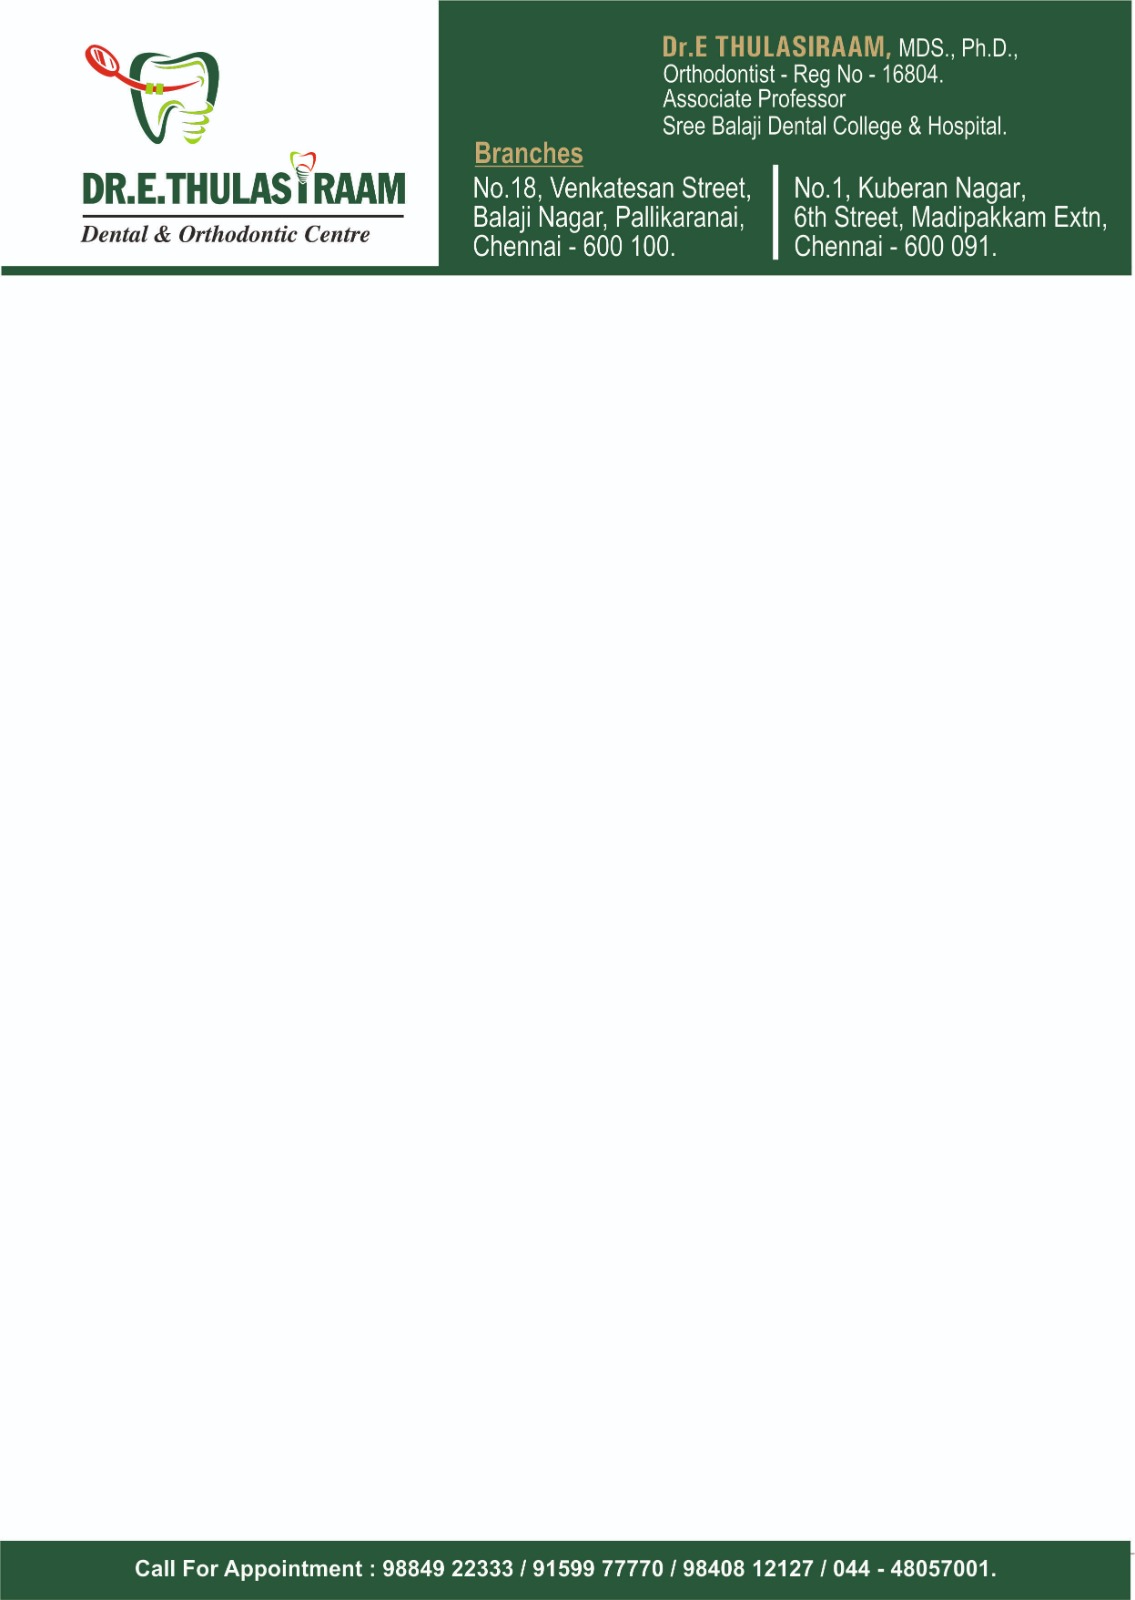 DR.E.THULASIRAAM
Dental & Orthodontic Centre
Dr.E THULASIRAAM, MDS., Ph.D.,
Orthodontist - Reg No - 16804.
Associate Professor
Sree Balaji Dental College & Hospital.
Branches
No.18, Venkatesan Street,
Balaji Nagar, Pallikaranai,
Chennai - 600 100.
No.1, Kuberan Nagar,
6th Street, Madipakkam Extn,
Chennai - 600 091.
Call For Appointment : 98849 22333 / 91599 77770 / 98408 12127 / 044 - 48057001.